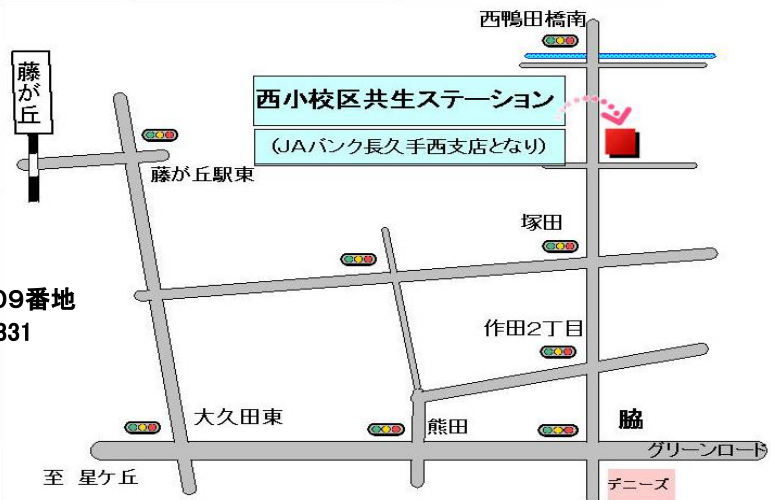 西鴨田橋南
藤が丘
西小校区共生ステーション
(JAバンク長久手西支店となり)
藤が丘駅東
塚田
09番地
331
作田2丁目
大久田東
熊田
脇
グリーンロード
至 星ケ丘
デニーズ